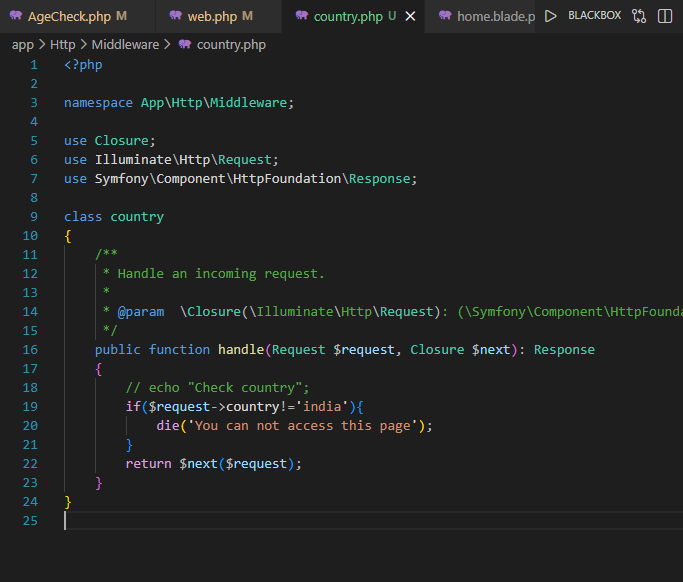 AgeCheck.php M web.php M country.php U home.blade.p BLACKBOX
app > Http > Middleware > country.php
1 <?php
2
3 namespace App\Http\Middleware;
4
5 use Closure;
6 use Illuminate\Http\Request;
7 use Symfony\Component\HttpFoundation\Response;
8
9 class country
10 {
11 /**
12 * Handle an incoming request.
13 *
14 * @param  \Closure(\Illuminate\Http\Request): (\Symfony\Component\HttpFounda
15 */
16 public function handle(Request $request, Closure $next): Response
17 {
18 // echo "Check country";
19 if($request->country!='india'){
20 die('You can not access this page');
21 }
22 return $next($request);
23 }
24 }
25